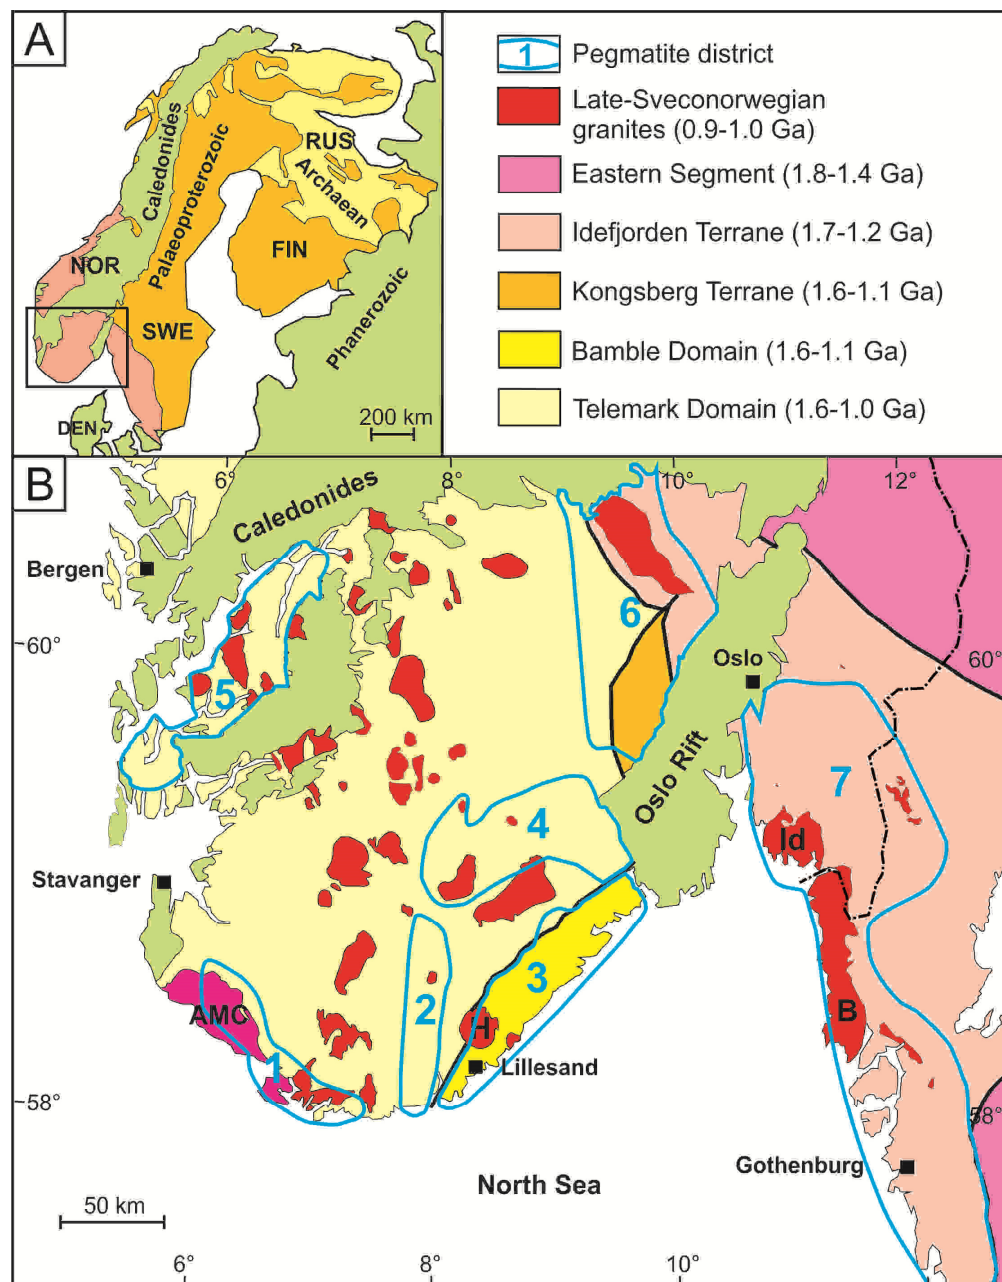 A
Caledonides
Palaeoproterozoic
RUS
Archaean
NOR
FIN
SWE
Phanerozoic
DEN
200 km
1 Pegmatite district
Late-Sveconorwegian
granites (0.9-1.0 Ga)
Eastern Segment (1.8-1.4 Ga)
Idefjorden Terrane (1.7-1.2 Ga)
Kongsberg Terrane (1.6-1.1 Ga)
Bamble Domain (1.6-1.1 Ga)
Telemark Domain (1.6-1.0 Ga)
B
6° 8° 10° 12°
Caledonides
Bergen
60°
6
Oslo
60°
5
Oslo Rift
7
4
Id
Stavanger
3
2
AMC
H
B
1
Lillesand
58°
58°
Gothenburg
North Sea
50 km
6° 8° 10°